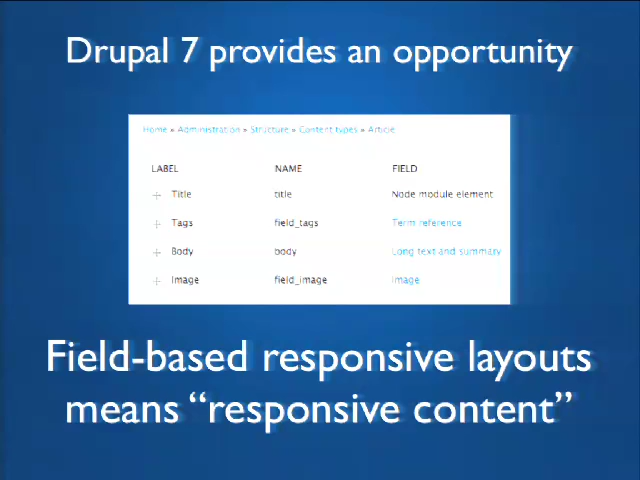 Drupal 7 provides an opportunity
Home » Administration » Structure » Content types » Article
LABEL NAME FIELD
Title title Node module element
Tags field_tags Term reference
Body body Long text and summary
Image field_image Image
Field-based responsive layouts
means “responsive content”